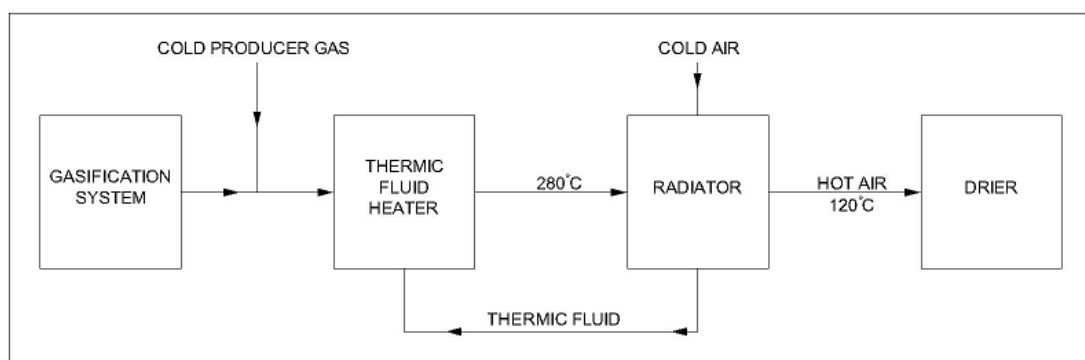 COLD PRODUCER GAS
COLD AIR
GASIFICATION
SYSTEM
THERMIC
FLUID
HEATER
280°C
RADIATOR
HOT AIR
120°C
DRIER
THERMIC FLUID